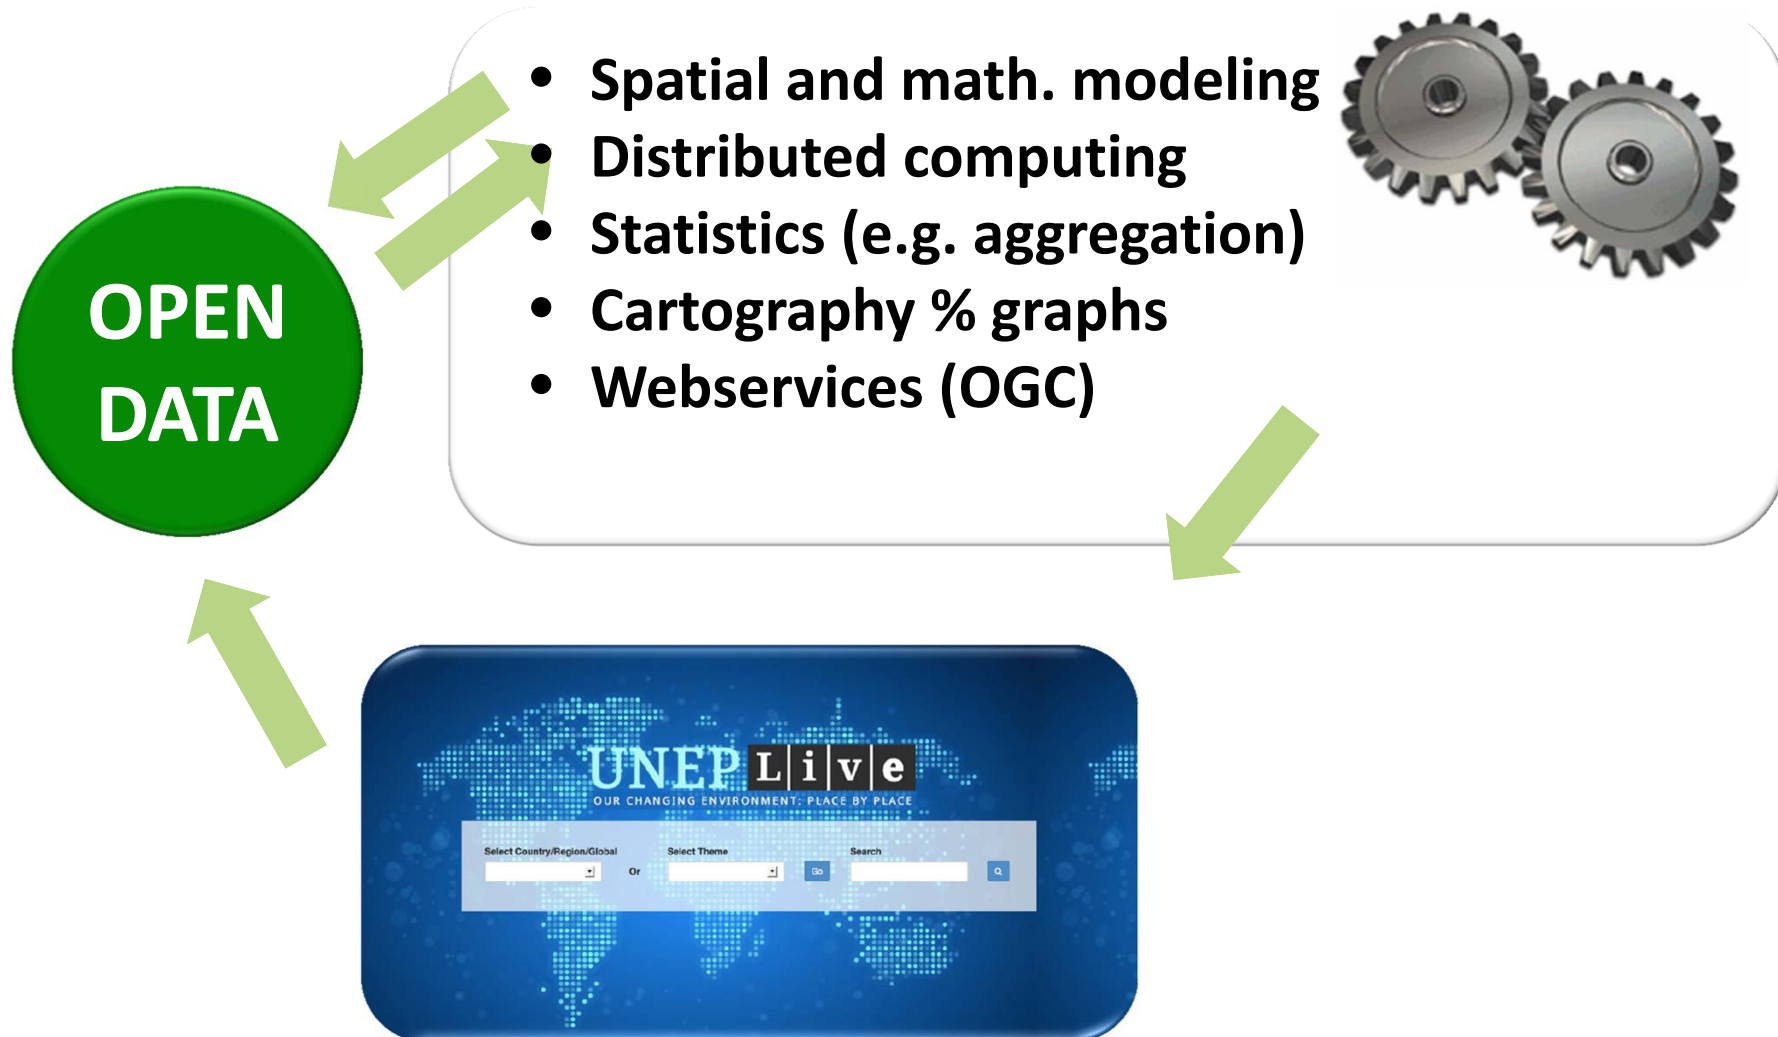 • Spatial and math. modeling
• Distributed computing
• Statistics (e.g. aggregation)
• Cartography % graphs
• Webservices (OGC)
OPEN
DATA
UNEP Live
OUR CHANGING ENVIRONMENT: PLACE BY PLACE
Select Country/Region/Global
Or
Select Theme
Go
Search